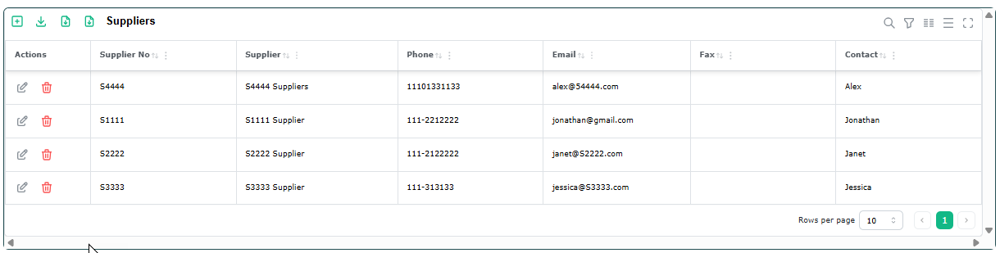 Suppliers
Actions Supplier No Supplier Phone Email Fax Contact
S4444 S4444 Suppliers 11101331133 alex@54444.com Alex
S1111 S1111 Supplier 111-2212222 jonathan@gmail.com Jonathan
S2222 S2222 Supplier 111-2122222 janet@S2222.com Janet
S3333 S3333 Supplier 111-313133 jessica@S3333.com Jessica
Rows per page 10 1